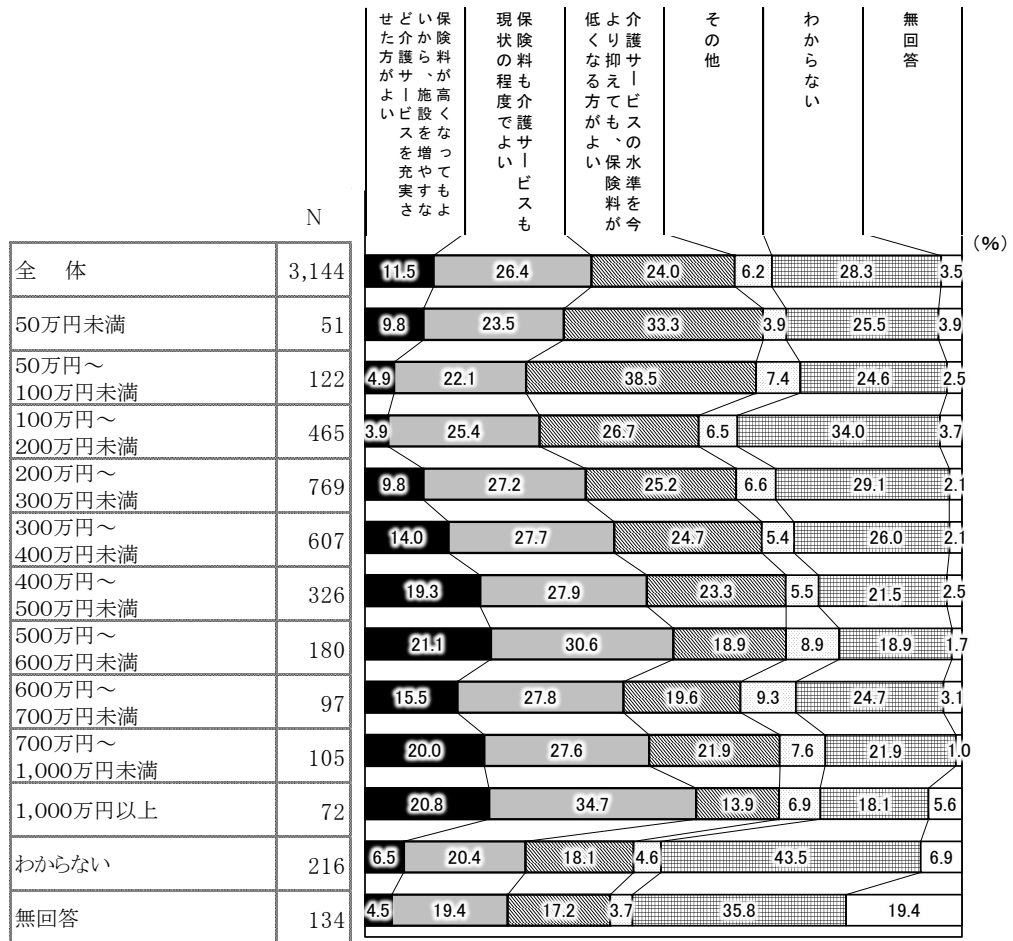 保険料が高くなってもよ
いから、施設を増やすな
ど介護サービスを充実さ
せた方がよい
保険料も介護サービスも
現状の程度でよい
介護サービスの水準を今
より抑えても、保険料が
低くなる方がよい
その他
わからない
無回答
N
(%)
全 体 3,144 11.5 26.4 24.0 6.2 28.3 3.5
50万円未満 51 9.8 23.5 33.3 3.9 25.5 3.9
50万円～
100万円未満 122 4.9 22.1 38.5 7.4 24.6 2.5
100万円～
200万円未満 465 3.9 25.4 26.7 6.5 34.0 3.7
200万円～
300万円未満 769 9.8 27.2 25.2 6.6 29.1 2.1
300万円～
400万円未満 607 14.0 27.7 24.7 5.4 26.0 2.1
400万円～
500万円未満 326 19.3 27.9 23.3 5.5 21.5 2.5
500万円～
600万円未満 180 21.1 30.6 18.9 8.9 18.9 1.7
600万円～
700万円未満 97 15.5 27.8 19.6 9.3 24.7 3.1
700万円～
1,000万円未満 105 20.0 27.6 21.9 7.6 21.9 1.0
1,000万円以上 72 20.8 34.7 13.9 6.9 18.1 5.6
わからない 216 6.5 20.4 18.1 4.6 43.5 6.9
無回答 134 4.5 19.4 17.2 3.7 35.8 19.4